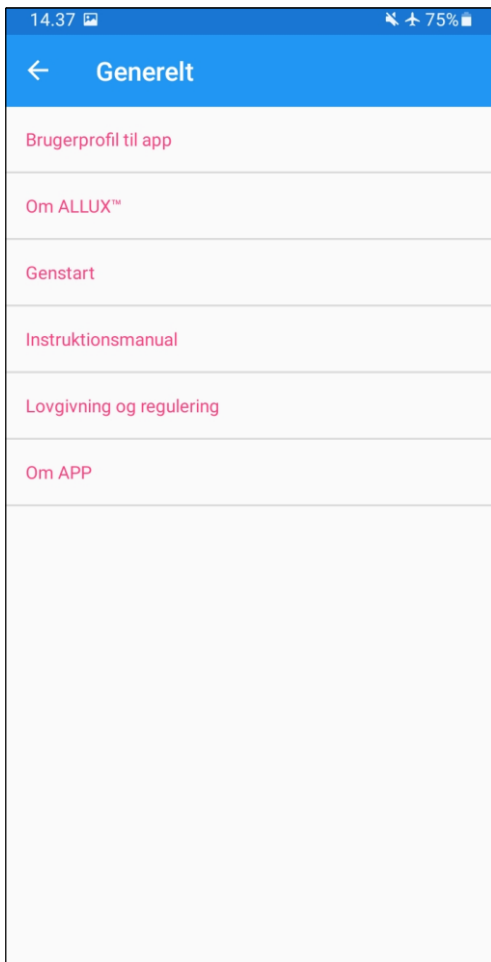 14.37 75%
Generelt
Brugerprofil til app
Om ALLUX™
Genstart
Instruktionsmanual
Lovgivning og regulering
Om APP